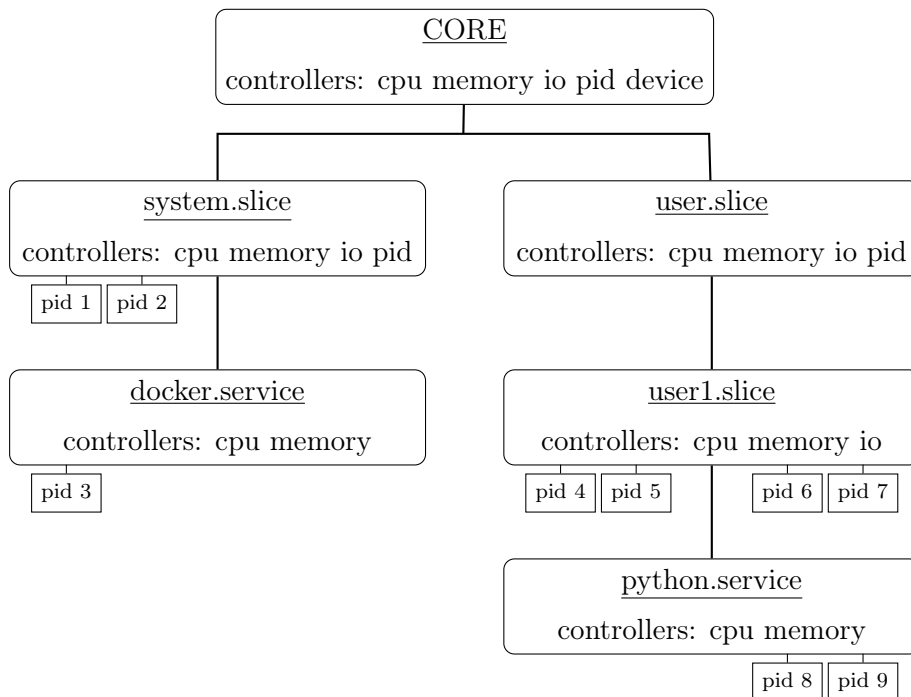 CORE
controllers: cpu memory io pid device
system.slice
controllers: cpu memory io pid
user.slice
controllers: cpu memory io pid
pid 1
pid 2
docker.service
controllers: cpu memory
user1.slice
controllers: cpu memory io
pid 3
pid 4
pid 5
pid 6
pid 7
python.service
controllers: cpu memory
pid 8
pid 9